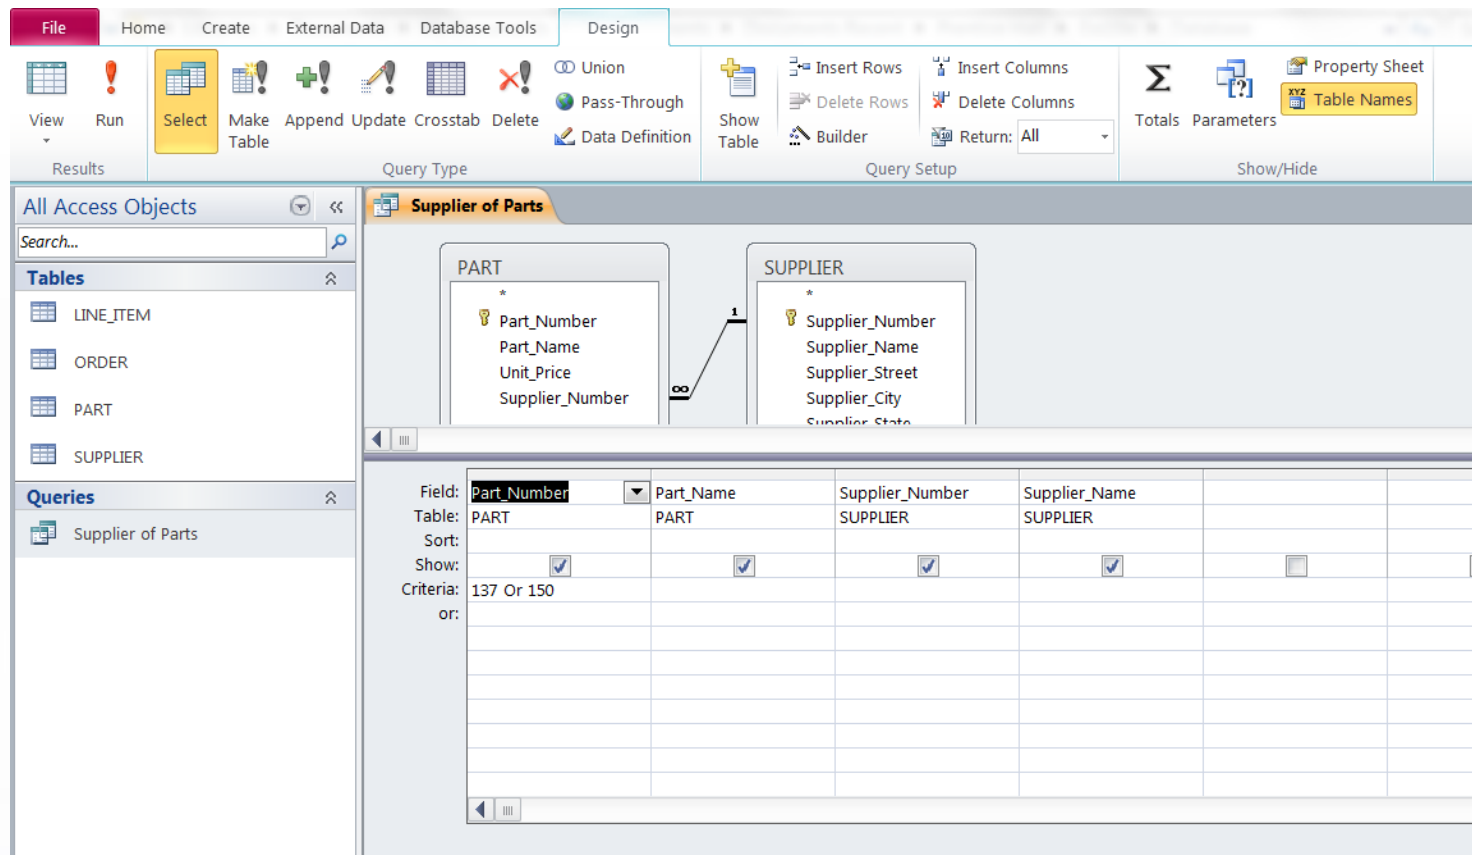 File Home Create External Data Database Tools Design
View Run Select Make Table Append Update Crosstab Delete
Union
Pass-Through
Data Definition
Show Table
Insert Rows
Delete Rows
Builder
Insert Columns
Delete Columns
Return: All
Totals Parameters
Property Sheet
XYZ Table Names
Results Query Type Query Setup Show/Hide
All Access Objects
Search...
Tables
LINE_ITEM
ORDER
PART
SUPPLIER
Queries
Supplier of Parts
Supplier of Parts
PART
*
Part_Number
Part_Name
Unit_Price
Supplier_Number
∞
1
SUPPLIER
*
Supplier_Number
Supplier_Name
Supplier_Street
Supplier_City
Supplier_State
Field: Part_Number Part_Name Supplier_Number Supplier_Name
Table: PART PART SUPPLIER SUPPLIER
Sort:
Show:
Criteria: 137 Or 150
or: